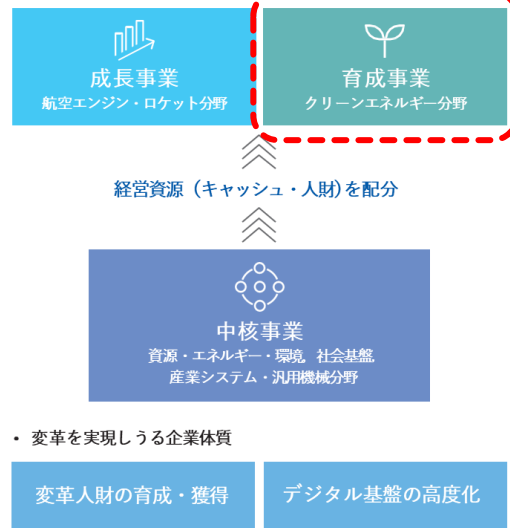 成長事業
航空エンジン・ロケット分野
育成事業
クリーンエネルギー分野
経営資源（キャッシュ・人財)を配分
中核事業
資源・エネルギー・環境, 社会基盤,
産業システム・汎用機械分野
• 変革を実現しうる企業体質
変革人財の育成・獲得
デジタル基盤の高度化